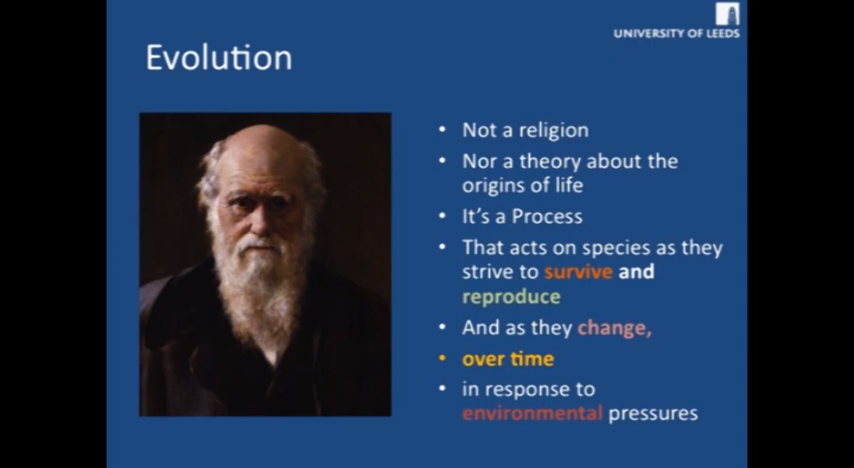 UNIVERSITY OF LEEDS
Evolution
• Not a religion
• Nor a theory about the
origins of life
• It's a Process
• That acts on species as they
strive to survive and
reproduce
• And as they change,
• over time
• in response to
environmental pressures